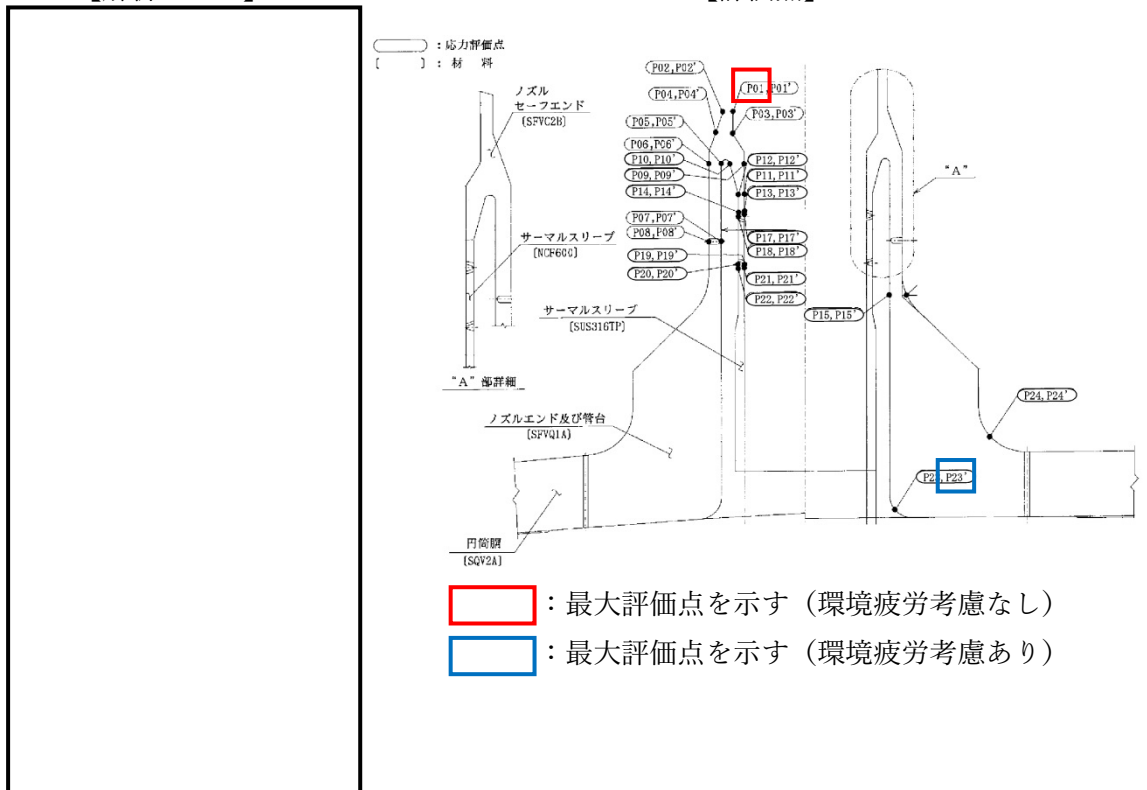 ：応力評価点
[ ]：材 料
ノズル
セーフエンド
[SFVC2B]
サーマルスリーブ
[NCF600]
"A" 部詳細
P02,P02'
P04,P04'
P01,P01'
P03,P03'
P05,P05'
P06,P06'
P10,P10'
P09,P09'
P14,P14'
P12,P12'
P11,P11'
P13,P13'
P07,P07'
P08,P08'
P17,P17'
P18,P18'
P19,P19'
P20,P20'
P21,P21'
P22,P22'
"A"
P15,P15'
サーマルスリーブ
[SUS316TP]
ノズルエンド及び管台
[SFVQ1A]
円筒胴
[SQV2A]
P24,P24'
P23'
：最大評価点を示す（環境疲労考慮なし）
：最大評価点を示す（環境疲労考慮あり）